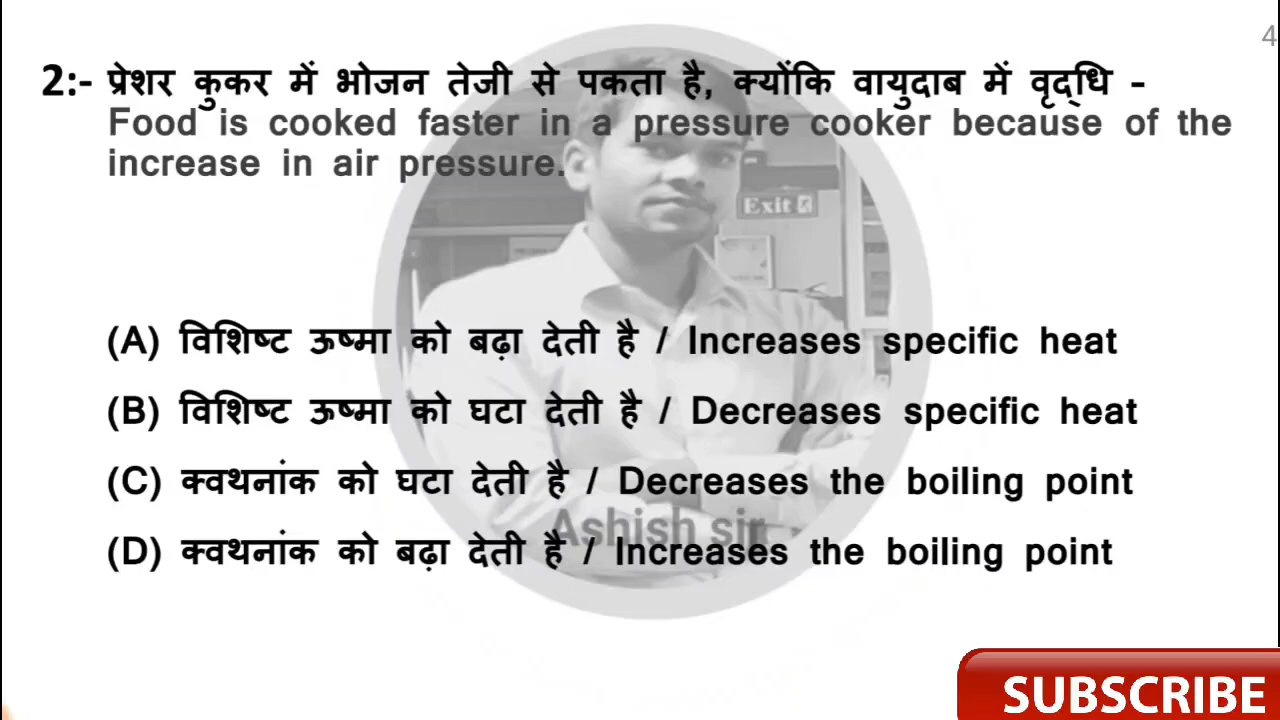 4
2:- प्रेशर कुकर में भोजन तेजी से पकता है, क्योंकि वायुदाब में वृद्धि -
Food is cooked faster in a pressure cooker because of the
increase in air pressure.
Exit
(A) विशिष्ट ऊष्मा को बढ़ा देती है / Increases specific heat
(B) विशिष्ट ऊष्मा को घटा देती है / Decreases specific heat
(C) क्वथनांक को घटा देती है / Decreases the boiling point
Ashish sir
(D) क्वथनांक को बढ़ा देती है / Increases the boiling point
SUBSCRIBE